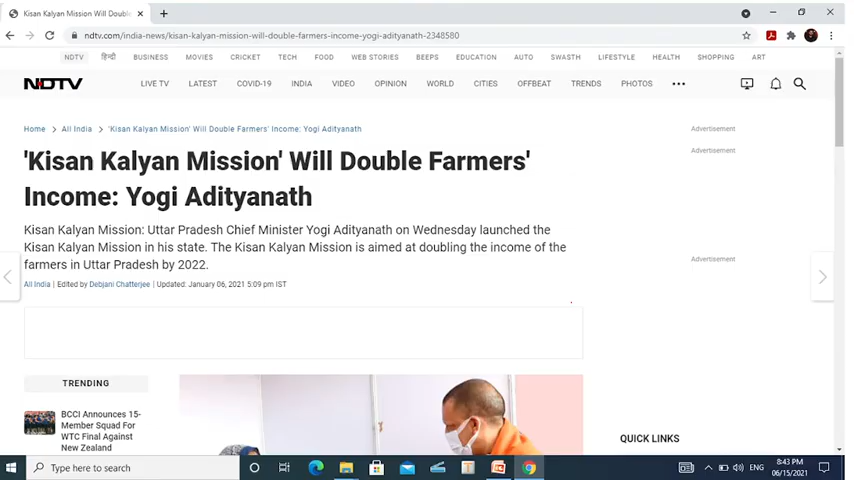 Kisan Kalyan Mission Will Double
ndtv.com/india-news/kisan-kalyan-mission-will-double-farmers-income-yogi-adityanath-2348580
NDTV हिन्दी BUSINESS MOVIES CRICKET TECH FOOD WEB STORIES BEEPS EDUCATION AUTO SWASTH LIFESTYLE HEALTH SHOPPING ART
NDTV LIVE TV LATEST COVID-19 INDIA VIDEO OPINION WORLD CITIES OFFBEAT TRENDS PHOTOS
Home > All India > 'Kisan Kalyan Mission' Will Double Farmers' Income: Yogi Adityanath
Advertisement
Advertisement
'Kisan Kalyan Mission' Will Double Farmers'
Income: Yogi Adityanath
Kisan Kalyan Mission: Uttar Pradesh Chief Minister Yogi Adityanath on Wednesday launched the
Kisan Kalyan Mission in his state. The Kisan Kalyan Mission is aimed at doubling the income of the
farmers in Uttar Pradesh by 2022.
Advertisement
All India | Edited by Debjani Chatterjee | Updated: January 06, 2021 5:09 pm IST
TRENDING
BCCI Announces 15-
Member Squad For
WTC Final Against
New Zealand
QUICK LINKS
Type here to search
ENG
8:43 PM
06/15/2021